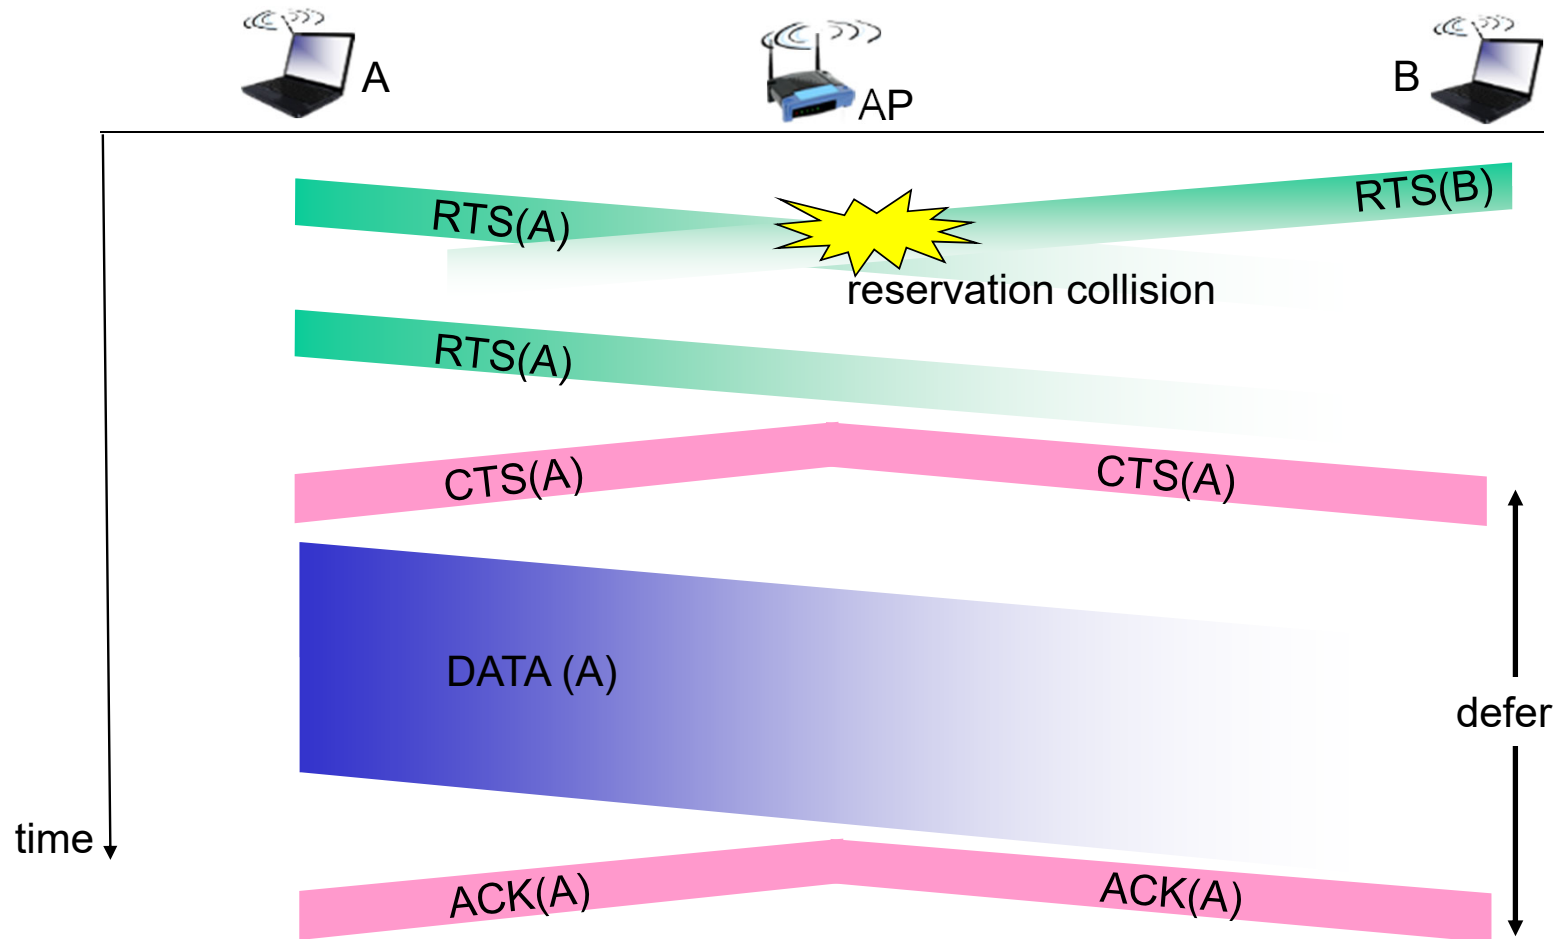 A
AP
B
RTS(A)
RTS(B)
reservation collision
RTS(A)
CTS(A)
CTS(A)
DATA (A)
defer
time
ACK(A)
ACK(A)